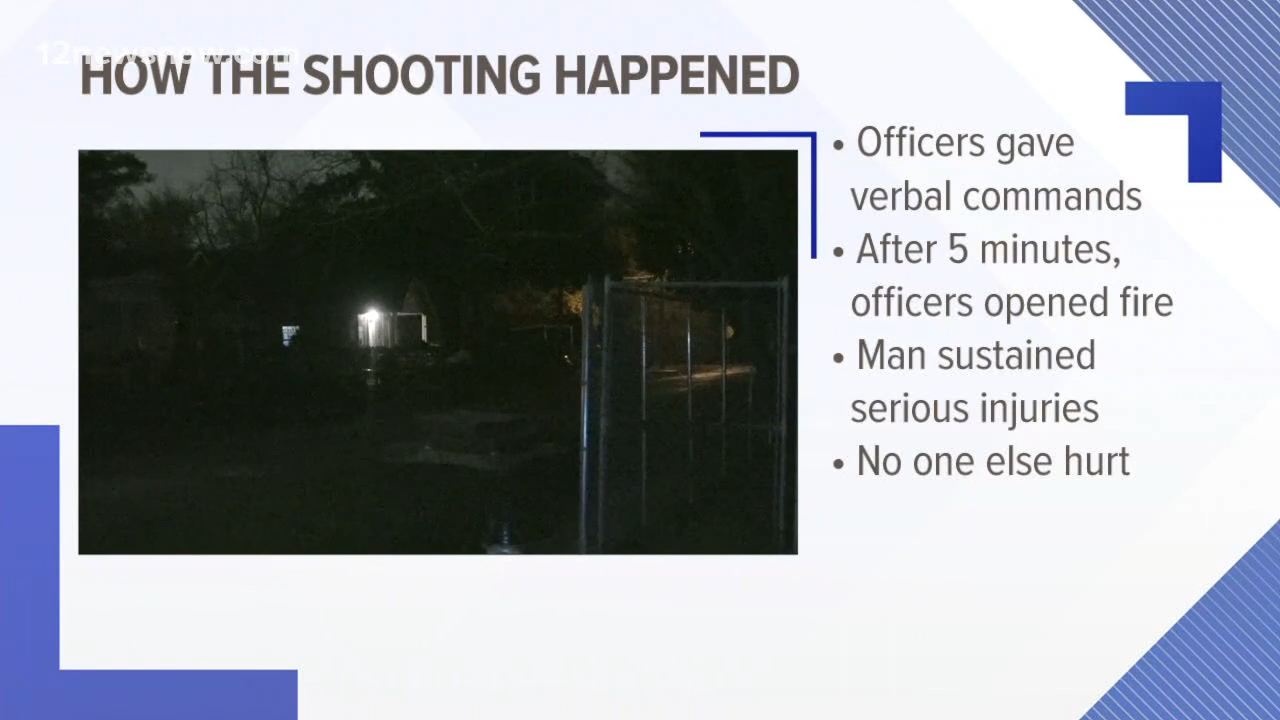 12newsnow.com
HOW THE SHOOTING HAPPENED
• Officers gave
verbal commands
• After 5 minutes,
officers opened fire
• Man sustained
serious injuries
• No one else hurt